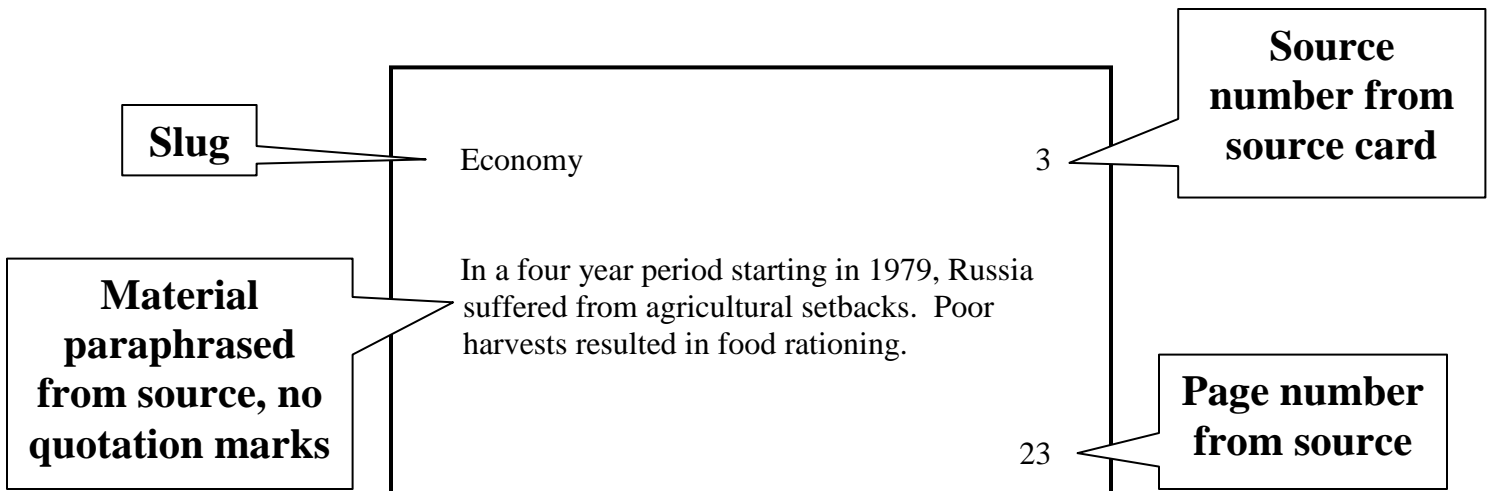 Source
number from
source card
Slug
Economy
3
In a four year period starting in 1979, Russia
suffered from agricultural setbacks.  Poor
harvests resulted in food rationing.
Material
paraphrased
from source, no
quotation marks
Page number
from source
23